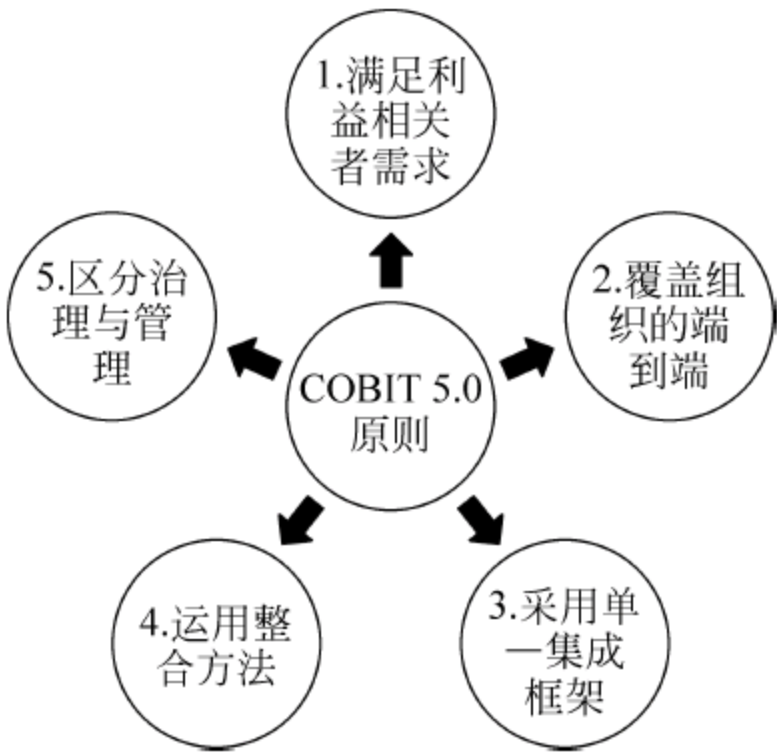 1.满足利
益相关
者需求
2.覆盖组
织的端
到端
3.采用单
一集成
框架
4.运用整
合方法
5.区分治
理与管
理
COBIT 5.0
原则